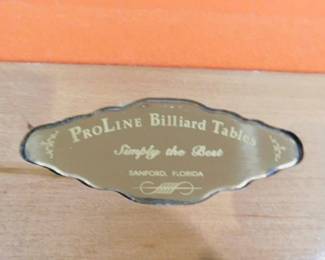 ProLine Billiard Tables
Simply the Best
SANFORD, FLORIDA